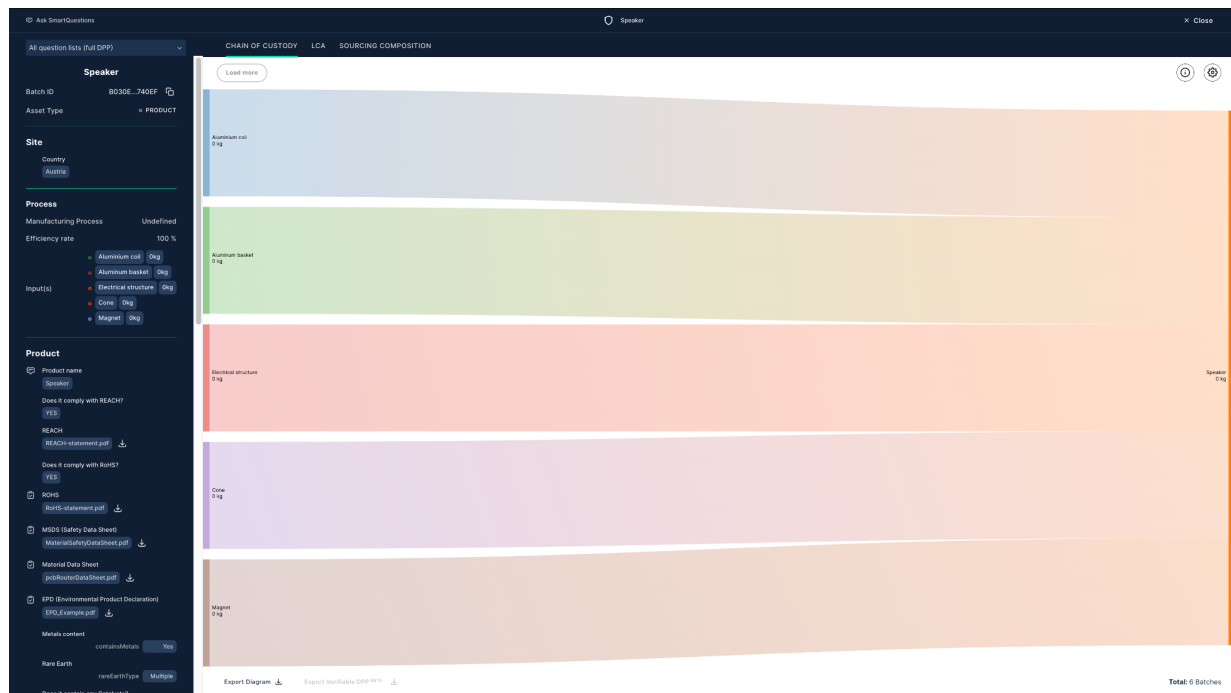 Ask SmartQuestions
Speaker
× Close
All question lists (full DPP)
CHAIN OF CUSTODY
LCA
SOURCING COMPOSITION
Speaker
Batch ID
B030E...740EF
Asset Type
PRODUCT
Site
Country
Austria
Process
Manufacturing Process
Undefined
Efficiency rate
100 %
Input(s)
Aluminium coil 0kg
Aluminum basket 0kg
Electrical structure 0kg
Cone 0kg
Magnet 0kg
Product
Product name
Speaker
Does it comply with REACH?
YES
REACH
REACH-statement.pdf
Does it comply with RoHS?
YES
ROHS
RoHS-statement.pdf
MSDS (Safety Data Sheet)
MaterialSafetyDataSheet.pdf
Material Data Sheet
pcbRouterDataSheet.pdf
EPD (Environmental Product Declaration)
EPD_Example.pdf
Metals content
containsMetals Yes
Rare Earth
rareEarthType Multiple
Load more
Aluminium coil
0 kg
Aluminum basket
0 kg
Electrical structure
0 kg
Cone
0 kg
Magnet
0 kg
Speaker
0 kg
Export Diagram
Export Verifiable DPP BETA
Total: 6 Batches